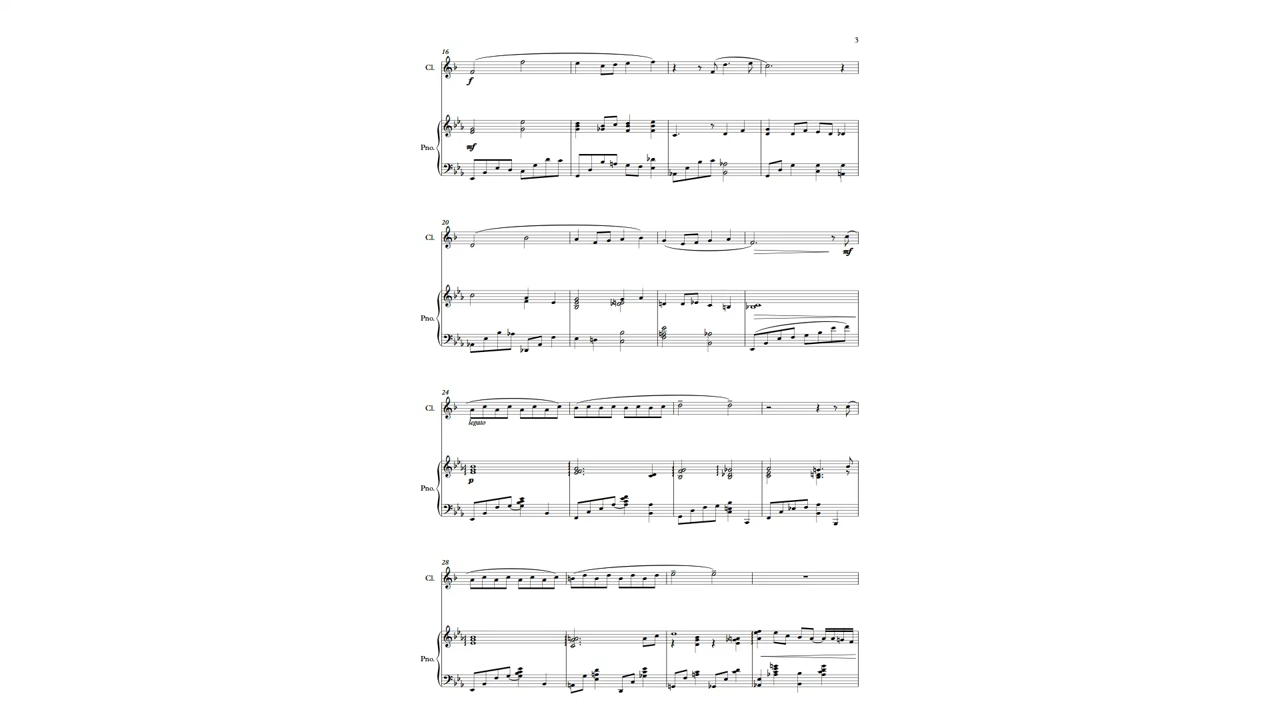 3
16
Cl.
f
Pno.
mf
20
Cl.
mf
Pno.
24
Cl.
legato
Pno.
p
28
Cl.
Pno.